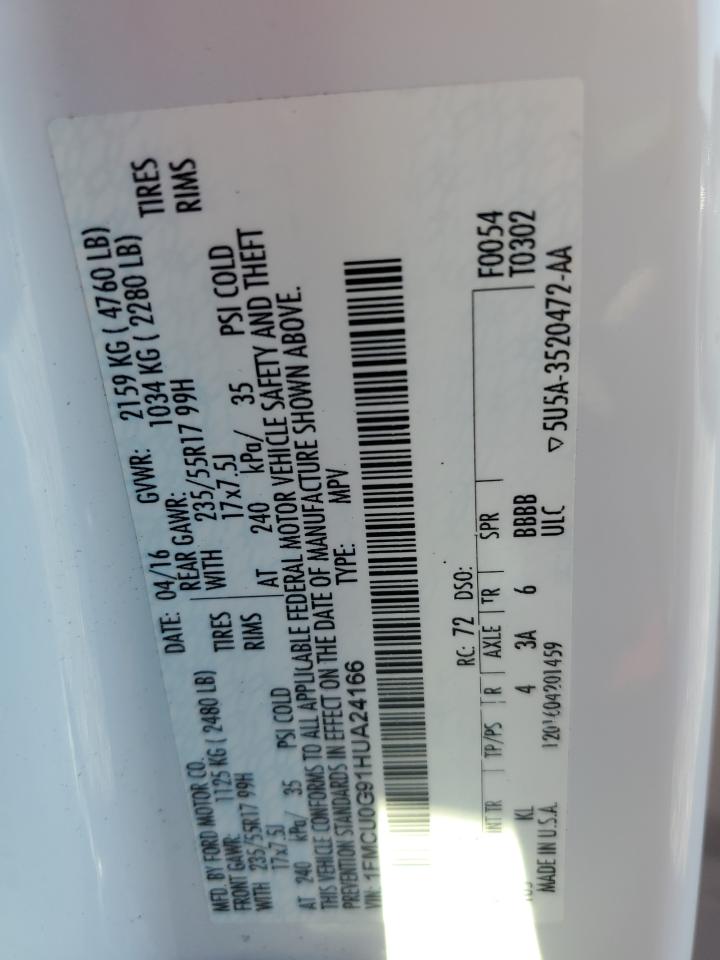 MFD. BY FORD MOTOR CO.
DATE: 04/16 GVWR: 2159 KG ( 4760 LB)
FRONT GAWR: 1125 KG ( 2480 LB) REAR GAWR: 1034 KG ( 2280 LB)
WITH 235/55R17 99H TIRES WITH 235/55R17 99H TIRES
17x7.5J RIMS 17x7.5J RIMS
AT 240 kPa/ 35 PSI COLD AT 240 kPa/ 35 PSI COLD
THIS VEHICLE CONFORMS TO ALL APPLICABLE FEDERAL MOTOR VEHICLE SAFETY AND THEFT
PREVENTION STANDARDS IN EFFECT ON THE DATE OF MANUFACTURE SHOWN ABOVE.
VIN: 1FMCU0G91HUA24166 TYPE: MPV
RC: 72 DSO:
INT TR TP/PS R AXLE TR SPR F0054
KL 4 3A 6 BBBB T0302
MADE IN U.S.A. ULC
▽5U5A-3520472-AA